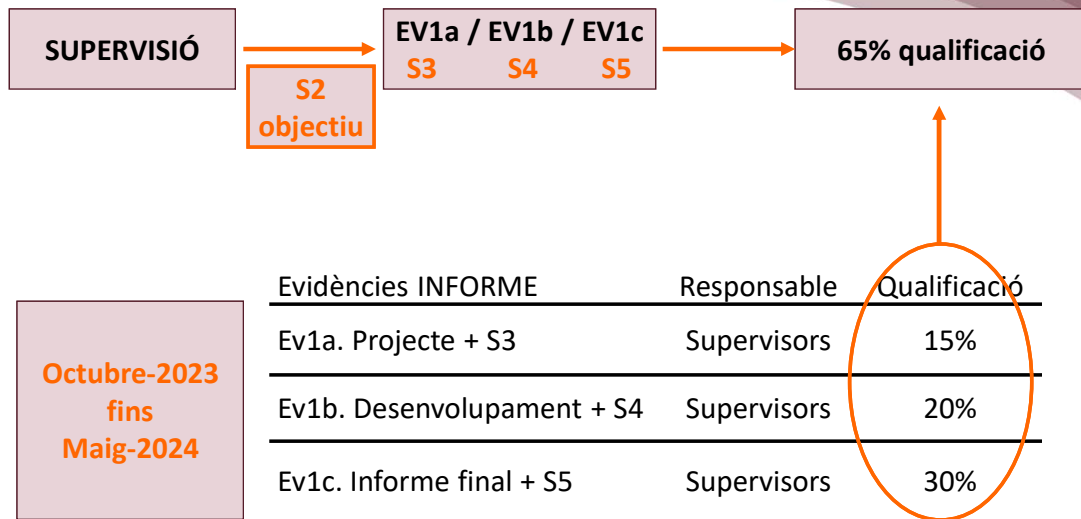 SUPERVISIÓ
EV1a / EV1b / EV1c
S3 S4 S5
65% qualificació
S2
objectiu
Evidències INFORME Responsable Qualificació
Ev1a. Projecte + S3 Supervisors 15%
Ev1b. Desenvolupament + S4 Supervisors 20%
Ev1c. Informe final + S5 Supervisors 30%
Octubre-2023
fins
Maig-2024